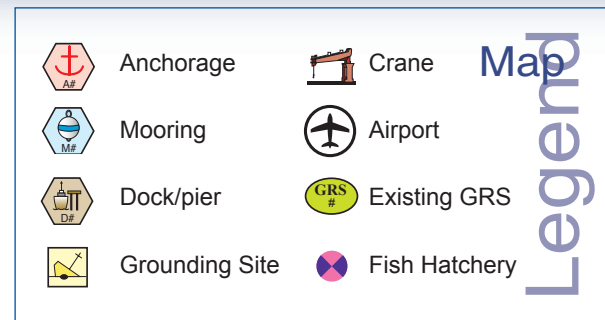 Map
Legend
A# Anchorage
Crane
M# Mooring
Airport
D# Dock/pier
GRS
#
Existing GRS
Grounding Site
Fish Hatchery